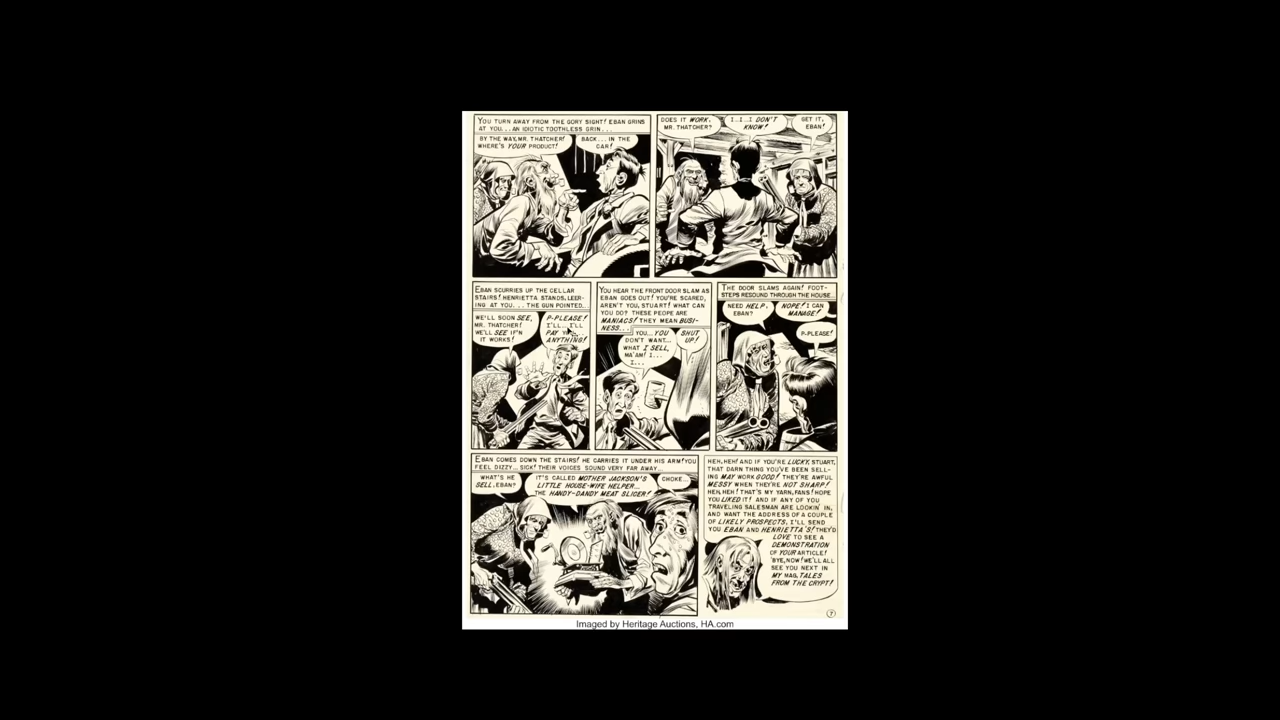 YOU TURN AWAY FROM THE GORY SIGHT! EBAN GRINS
AT YOU... AN IDIOTIC TOOTHLESS GRIN...
BY THE WAY, MR. THATCHER!
WHERE'S YOUR PRODUCT!
BACK... IN THE
CAR!
DOES IT WORK,
MR. THATCHER?
I..I...I DON'T
KNOW!
GET IT,
EBAN!
EBAN SCURRIES UP THE CELLAR
STAIRS! HENRIETTA STANDS, LEER-
ING AT YOU... THE GUN POINTED...
WE'LL SOON SEE,
MR. THATCHER!
WE'LL SEE IF'N
IT WORKS!
P-PLEASE!
I'LL... I'LL
PAY YOU
ANYTHING!
YOU HEAR THE FRONT DOOR SLAM AS
EBAN GOES OUT! YOU'RE SCARED,
AREN'T YOU, STUART! WHAT CAN
YOU DO? THESE PEOPE ARE
MANIACS! THEY MEAN BUSI-
NESS...
YOU... YOU
DON'T WANT...
WHAT I SELL,
MA'AM! I...
I...
SHUT
UP!
THE DOOR SLAMS AGAIN! FOOT-
STEPS RESOUND THROUGH THE HOUSE...
NEED HELP,
EBAN?
NOPE! I CAN
MANAGE!
P-PLEASE!
EBAN COMES DOWN THE STAIRS! HE CARRIES IT UNDER HIS ARM! YOU
FEEL DIZZY... SICK! THEIR VOICES SOUND VERY FAR AWAY...
WHAT'S HE
SELL, EBAN?
IT'S CALLED MOTHER JACKSON'S
LITTLE HOUSE-WIFE HELPER...
THE HANDY-DANDY MEAT SLICER!
CHOKE...
HEH, HEH! AND IF YOU'RE LUCKY, STUART,
THAT DARN THING YOU'VE BEEN SELL-
ING MAY WORK GOOD! THEY'RE AWFUL
MESSY WHEN THEY'RE NOT SHARP!
HEH, HEH! THAT'S MY YARN, FANS! HOPE
YOU LIKED IT! AND IF ANY OF YOU
TRAVELING SALESMAN ARE LOOKIN' IN,
AND WANT THE ADDRESS OF A COUPLE
OF LIKELY PROSPECTS, I'LL SEND
YOU EBAN AND HENRIETTA'S! THEY'D
LOVE TO SEE A
DEMONSTRATION
OF YOUR ARTICLE!
'BYE, NOW! WE'LL ALL
SEE YOU NEXT IN
MY MAG, TALES
FROM THE CRYPT!
7
Imaged by Heritage Auctions, HA.com